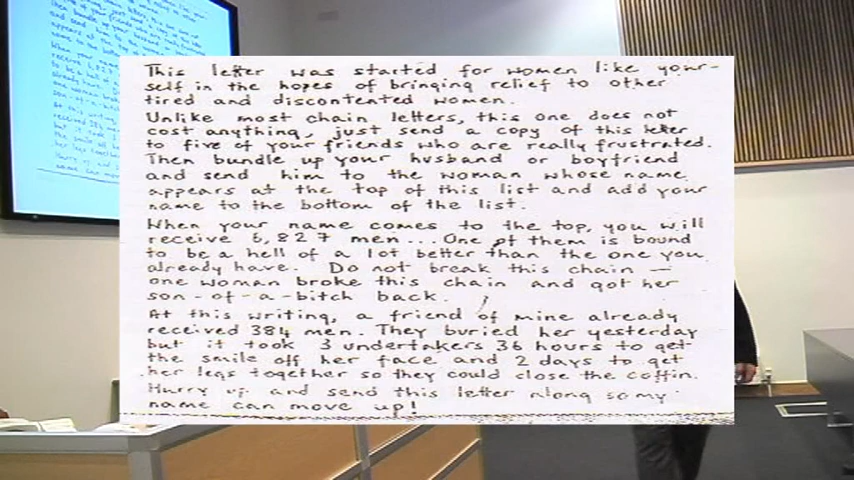 This letter was started for women like your-
self in the hopes of bringing relief to other
tired and discontented women.
Unlike most chain letters, this one does not
cost anything, just send a copy of this letter
to five of your friends who are really frustrated.
Then bundle up your husband or boyfriend
and send him to the woman whose name
appears at the top of this list and add your
name to the bottom of the list.
When your name comes to the top, you will
receive 6,827 men... One of them is bound
to be a hell of a lot better than the one you
already have. Do not break this chain —
one woman broke this chain and got her
son-of-a-bitch back.
At this writing, a friend of mine already
received 384 men. They buried her yesterday
but it took 3 undertakers 36 hours to get
the smile off her face and 2 days to get
her legs together so they could close the coffin.
Hurry up and send this letter along so my
name can move up!